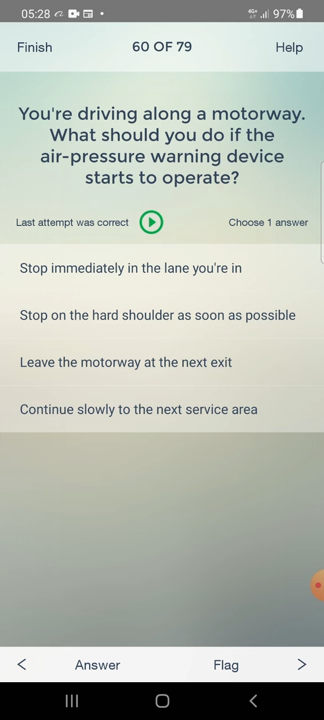 05:28
4G+
97%
Finish
60 OF 79
Help
You're driving along a motorway.
What should you do if the
air-pressure warning device
starts to operate?
Last attempt was correct
Choose 1 answer
Stop immediately in the lane you're in
Stop on the hard shoulder as soon as possible
Leave the motorway at the next exit
Continue slowly to the next service area
<
Answer
Flag
>